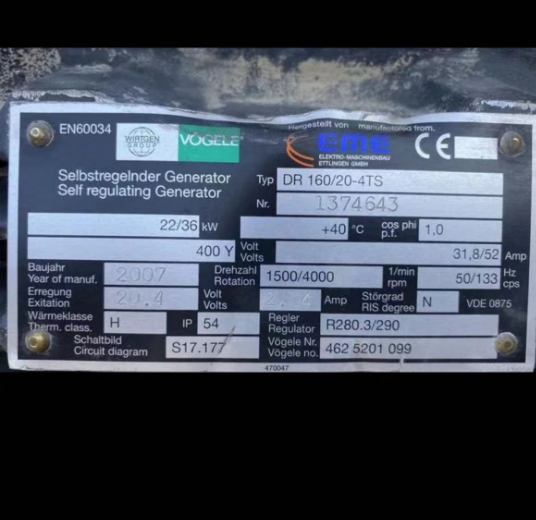 EN60034 WIRTGEN GROUP VÖGELE Hergestellt von manufactured from.
EME
ELEKTRO-MASCHINENBAU
ETTLINGEN GMBH
CE
Selbstregelnder Generator
Self regulating Generator
Typ DR 160/20-4TS
Nr. 1374643
22/36 kW +40 °C cos phi p.f. 1,0
400 Y Volt Volts 31,8/52 Amp
Baujahr Year of manuf. 2007 Drehzahl Rotation 1500/4000 1/min rpm 50/133 Hz cps
Erregung Exitation 20.4 Volt Volts Amp Störgrad RIS degree N VDE 0875
Wärmeklasse Therm. class. H IP 54 Regler Regulator R280.3/290
Schaltbild Circuit diagram S17.177 Vögele Nr. Vögele no. 462 5201 099
470047